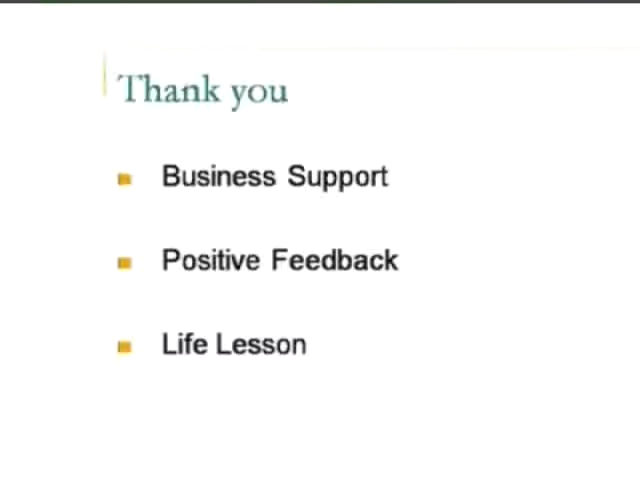 Thank you
Business Support
Positive Feedback
Life Lesson